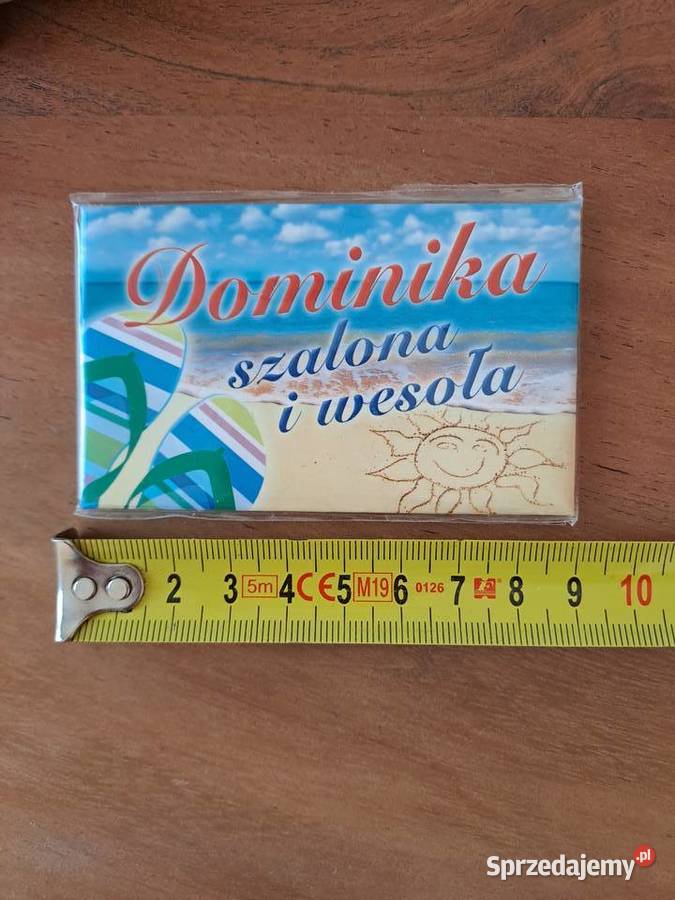 Dominika
szalona
i wesoła
2 3 5m 4 CE 5 M19 6 0126 7 8 9 10
Sprzedajemy.pl